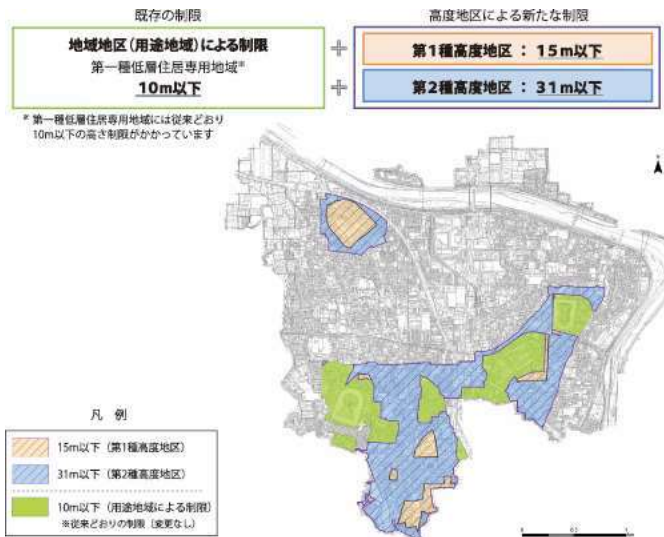 既存の制限
高度地区による新たな制限
地域地区(用途地域)による制限
第一種低層住居専用地域※
10m以下
第1種高度地区 : 15m以下
第2種高度地区 : 31m以下
※ 第一種低層住居専用地域には従来どおり
10m以下の高さ制限がかかっています
凡 例
15m以下 (第1種高度地区)
31m以下 (第2種高度地区)
10m以下 (用途地域による制限)
※従来どおりの制限 (変更なし)